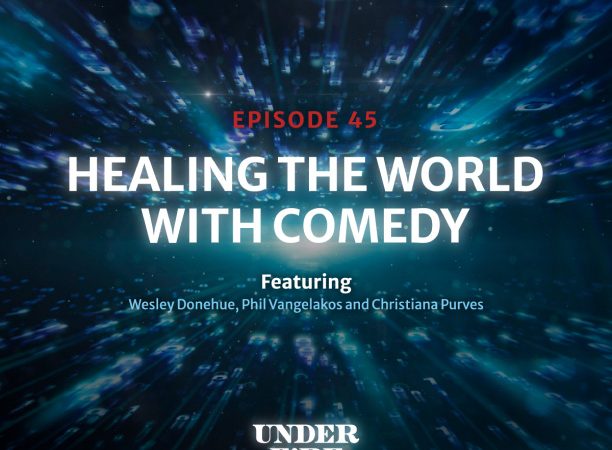 EPISODE 45
HEALING THE WORLD
WITH COMEDY
Featuring
Wesley Donehue, Phil Vangelakos and Christiana Purves
UNDER